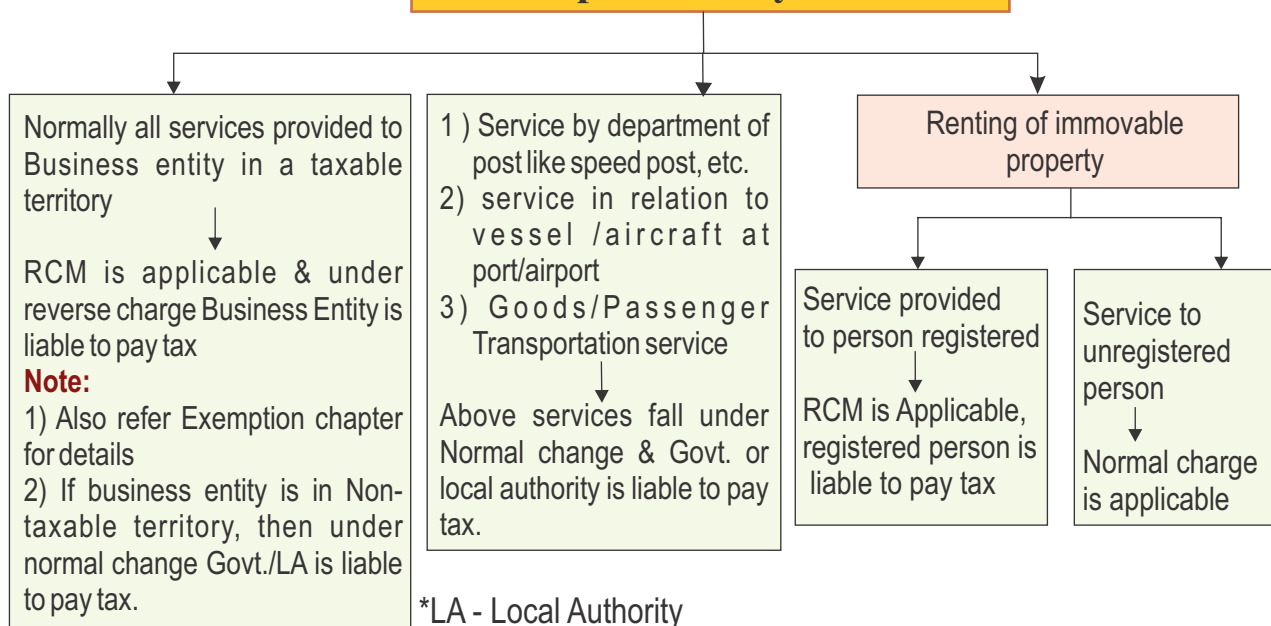 Normally all services provided to
Business entity in a taxable
territory
RCM is applicable & under
reverse charge Business Entity is
liable to pay tax
Note:
1) Also refer Exemption chapter
for details
2) If business entity is in Non-
taxable territory, then under
normal change Govt./LA is liable
to pay tax.
1 ) Service by department of
post like speed post, etc.
2) service in relation to
vessel /aircraft at
port/airport
3) Goods/Passenger
Transportation service
Above services fall under
Normal change & Govt. or
local authority is liable to pay
tax.
Renting of immovable
property
Service provided
to person registered
RCM is Applicable,
registered person is
liable to pay tax
Service to
unregistered
person
Normal charge
is applicable
*LA - Local Authority